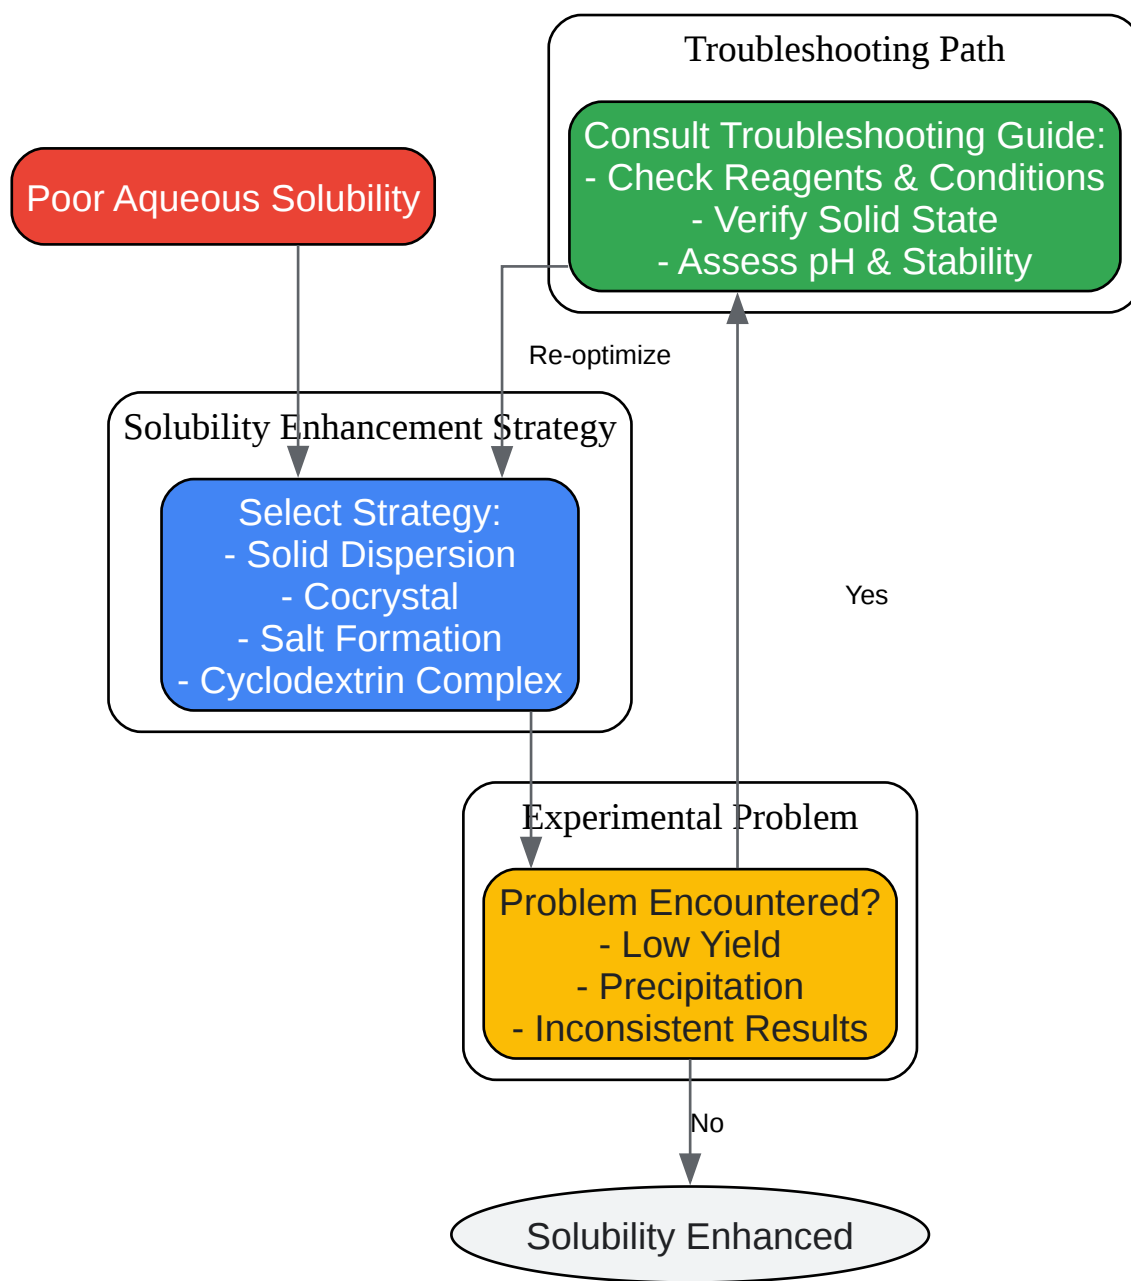 Troubleshooting Path
Consult Troubleshooting Guide:
- Check Reagents & Conditions
- Verify Solid State
- Assess pH & Stability
Poor Aqueous Solubility
Re-optimize
Solubility Enhancement Strategy
Select Strategy:
- Solid Dispersion
- Cocrystal
- Salt Formation
- Cyclodextrin Complex
Yes
Experimental Problem
Problem Encountered?
- Low Yield
- Precipitation
- Inconsistent Results
No
Solubility Enhanced